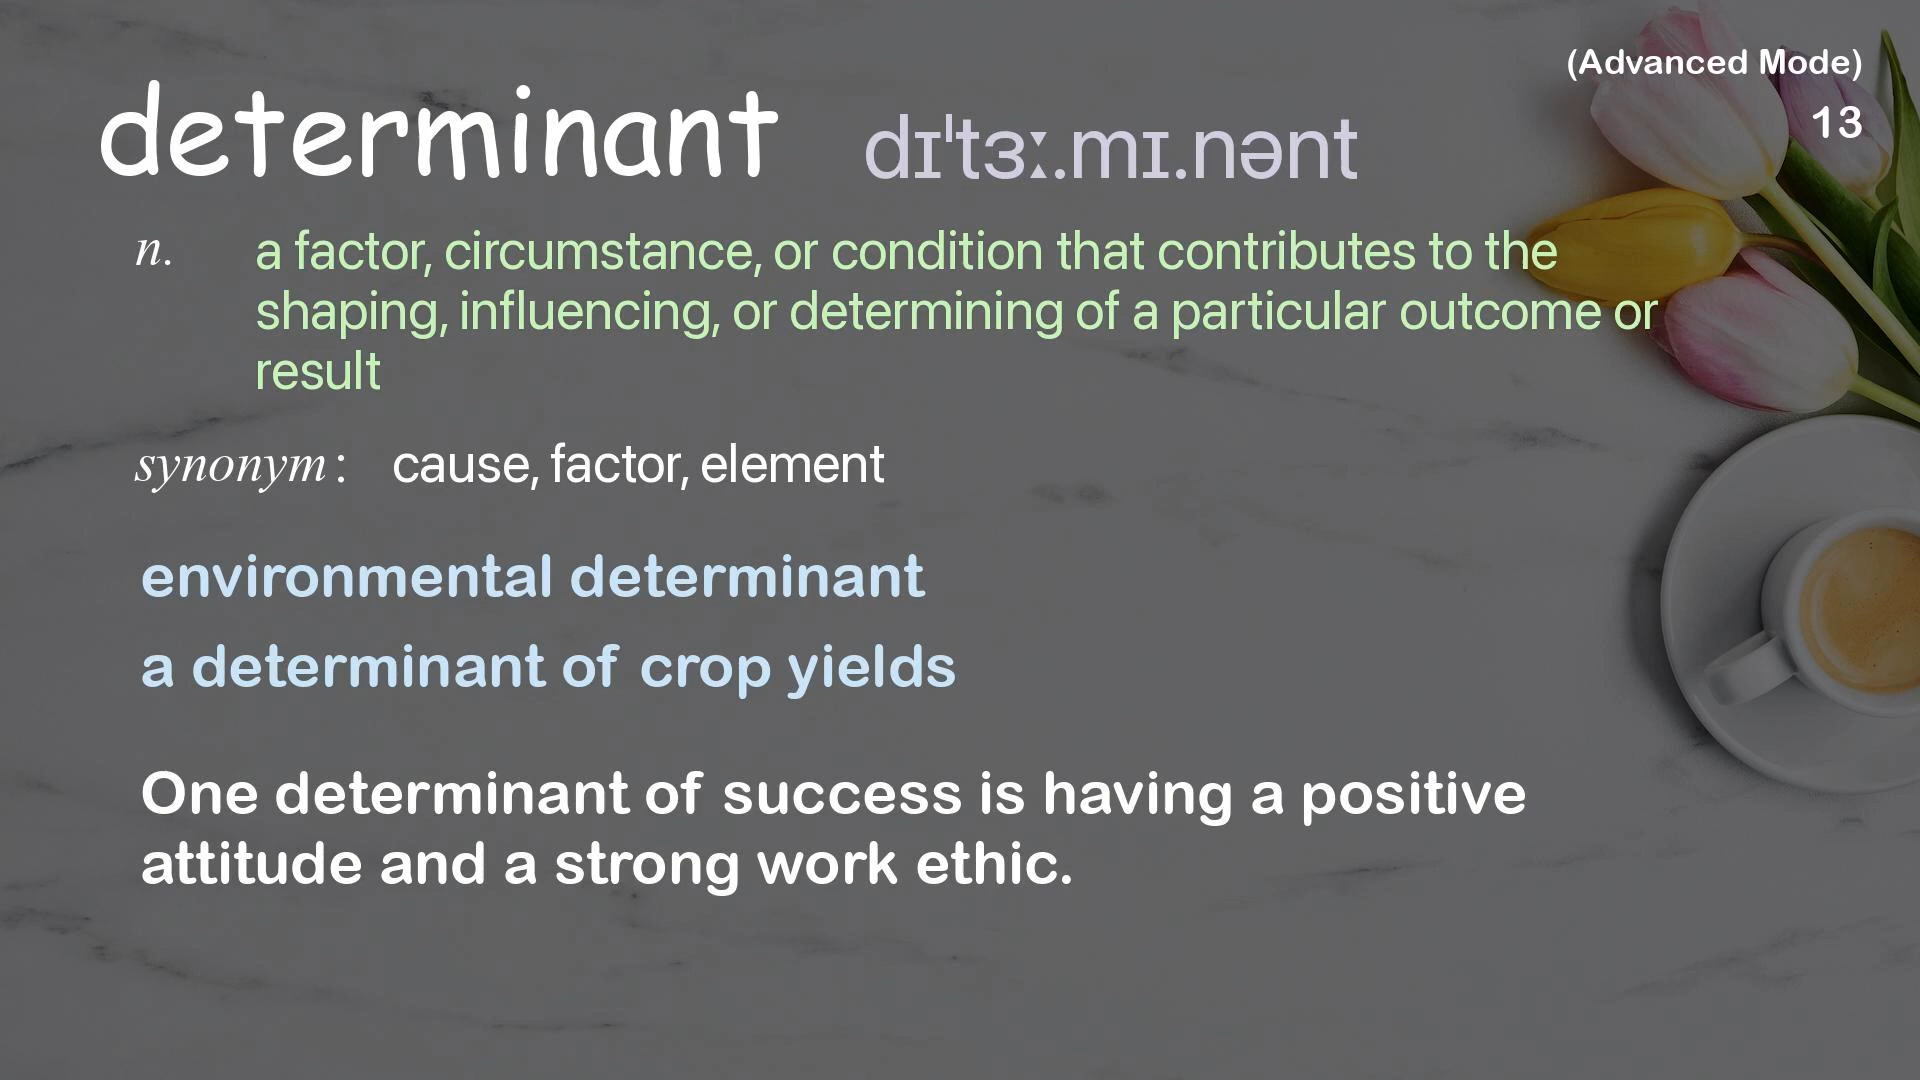 (Advanced Mode)
determinant dɪˈtɜː.mɪ.nənt
13
n. a factor, circumstance, or condition that contributes to the
shaping, influencing, or determining of a particular outcome or
result
synonym: cause, factor, element
environmental determinant
a determinant of crop yields
One determinant of success is having a positive
attitude and a strong work ethic.